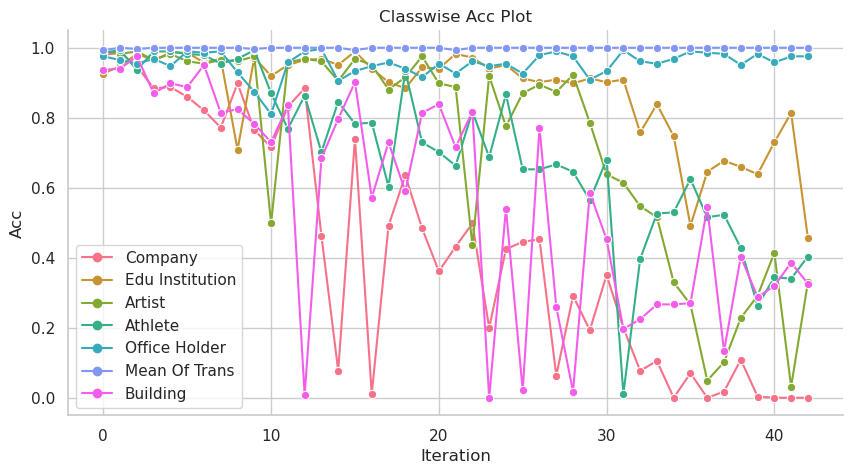 Classwise Acc Plot
1.0
0.8
0.6
0.4
0.2
0.0
Acc
Company
Edu Institution
Artist
Athlete
Office Holder
Mean Of Trans
Building
0 10 20 30 40
Iteration